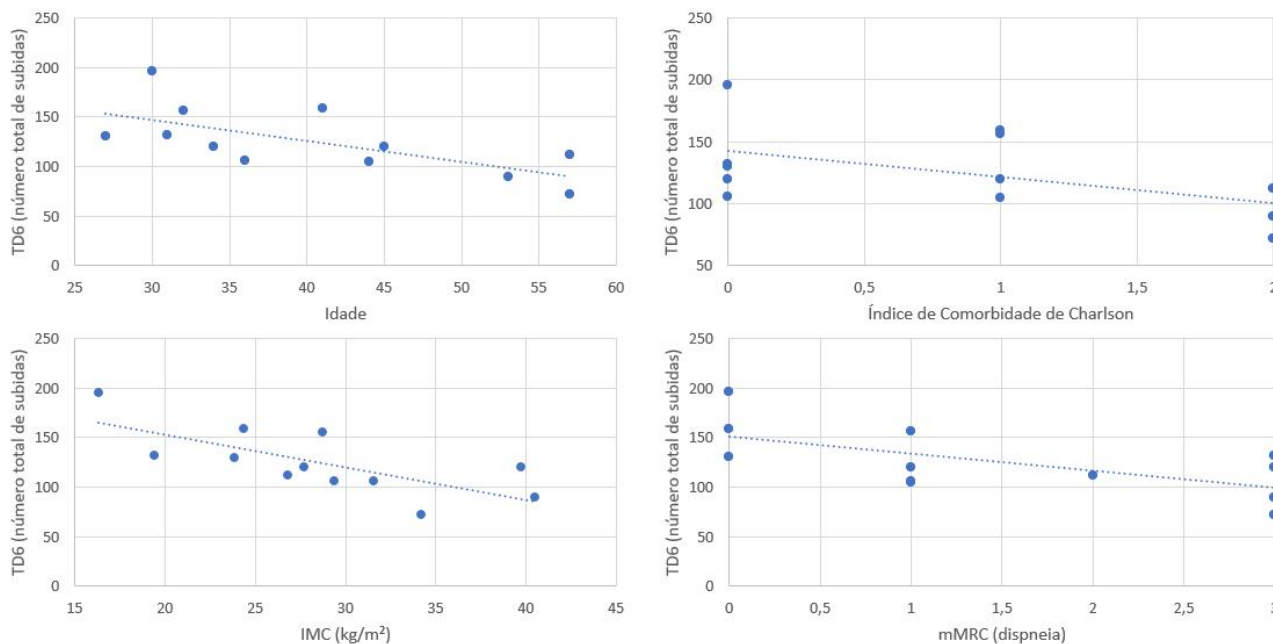 TD6 (número total de subidas)
250
200
150
100
50
0
25 30 35 40 45 50 55 60
Idade
TD6 (número total de subidas)
250
200
150
100
50
0 0,5 1 1,5 2
Índice de Comorbidade de Charlson
TD6 (número total de subidas)
250
200
150
100
50
0
15 20 25 30 35 40 45
IMC (kg/m²)
TD6 (número total de subidas)
250
200
150
100
50
0
0 0,5 1 1,5 2 2,5 3
mMRC (dispneia)